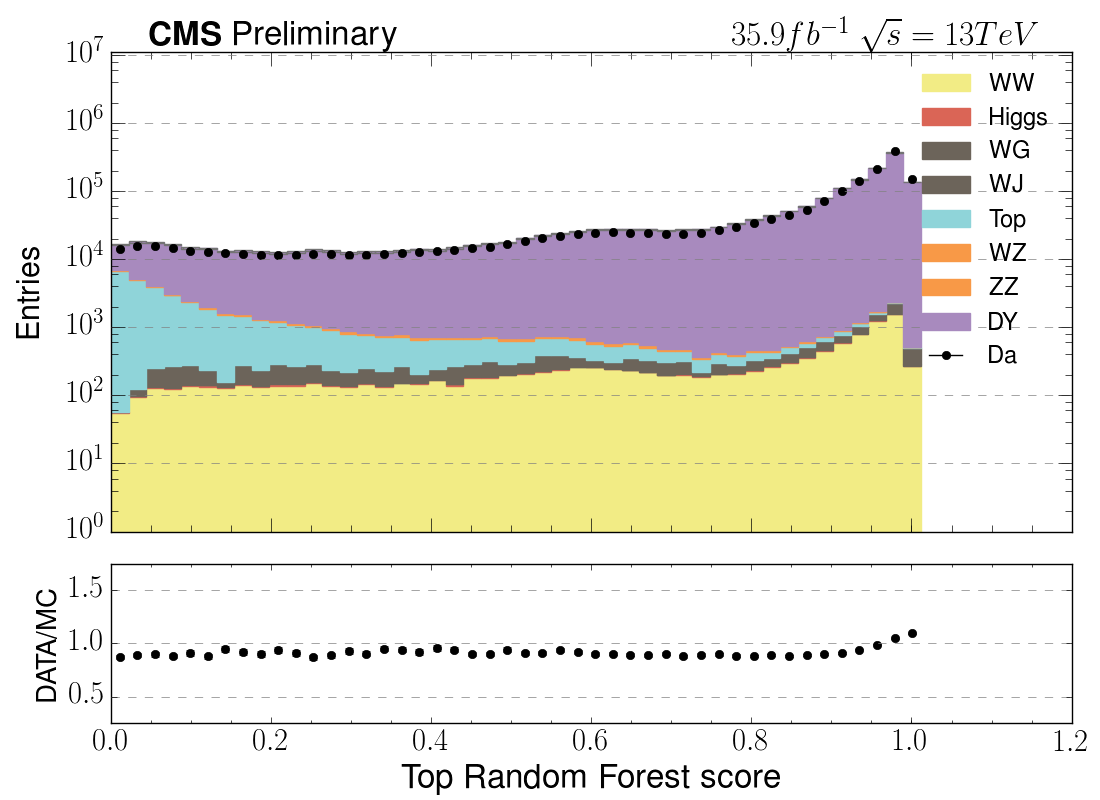 CMS Preliminary 35.9fb⁻¹ √s = 13TeV
10⁷
10⁶
10⁵
10⁴
10³
10²
10¹
10⁰
Entries
WW
Higgs
WG
WJ
Top
WZ
ZZ
DY
Da
1.5
1.0
0.5
DATA/MC
0.0 0.2 0.4 0.6 0.8 1.0 1.2
Top Random Forest score